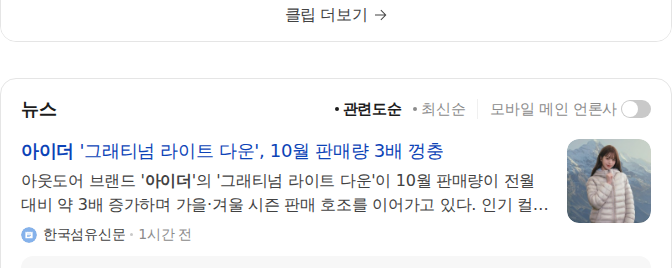 클립 더보기 →
뉴스
• 관련도순 • 최신순 모바일 메인 언론사
아이더 '그래티넘 라이트 다운', 10월 판매량 3배 껑충
아웃도어 브랜드 '아이더'의 '그래티넘 라이트 다운'이 10월 판매량이 전월
대비 약 3배 증가하며 가을·겨울 시즌 판매 호조를 이어가고 있다. 인기 컬...
한국섬유신문 · 1시간 전